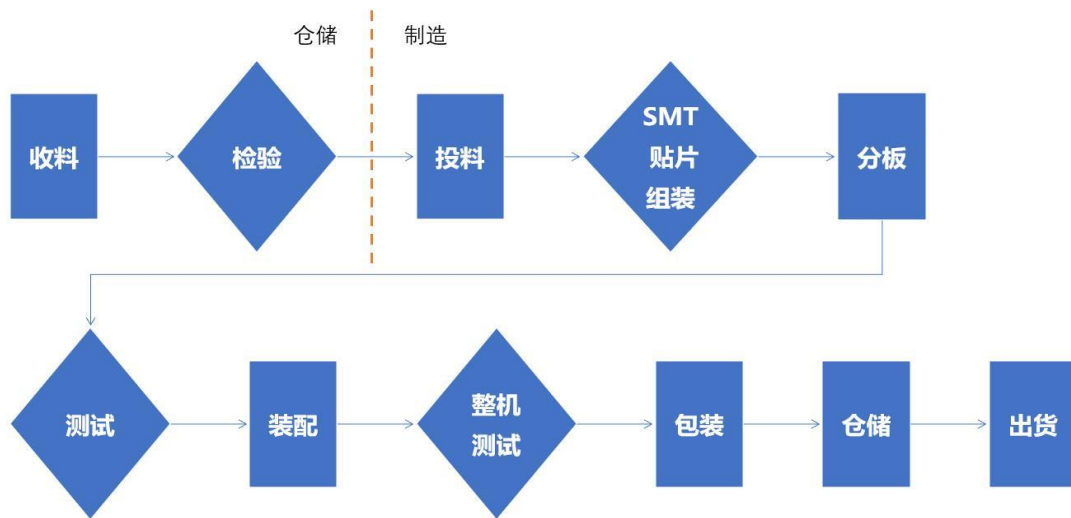 仓储 制造
收料
检验
投料
SMT
贴片
组装
分板
测试
装配
整机
测试
包装
仓储
出货